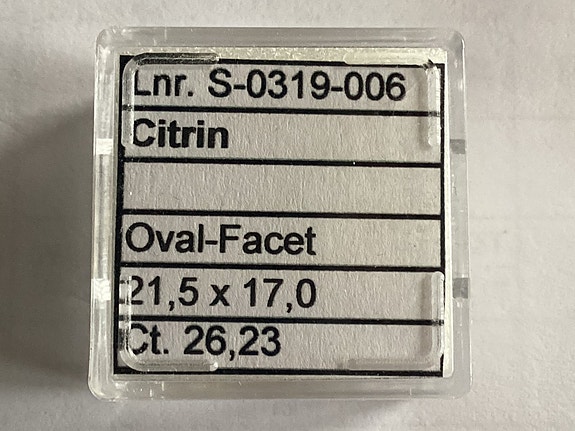 Lnr. S-0319-006
Citrin
Oval-Facet
21,5 x 17,0
Ct. 26,23